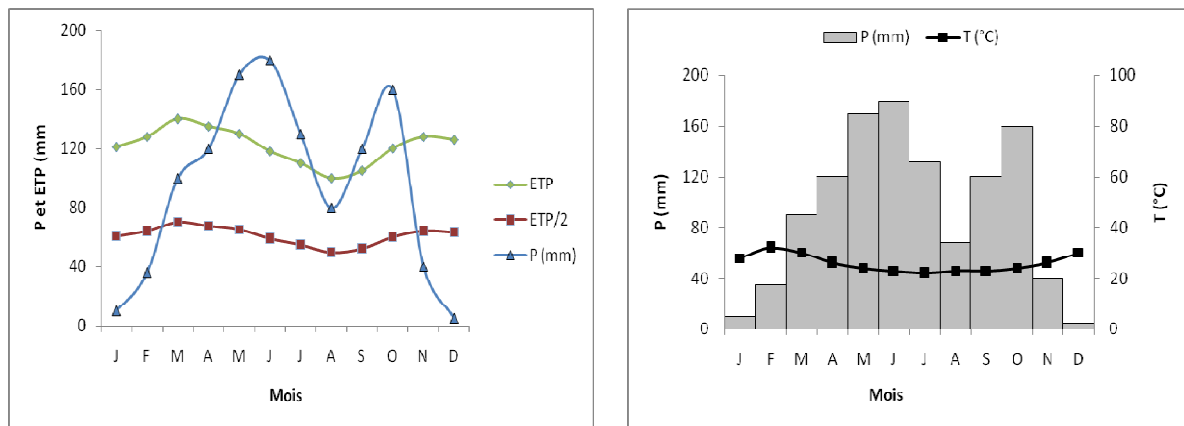 P et ETP (mm
200
160
120
80
40
0
J F M A M J J A S O N D
Mois
ETP
ETP/2
P (mm)
P (mm) T (°C)
P (mm)
200
160
120
80
40
0
100
80
60
40
20
0
T (°C)
J F M A M J J A S O N D
Mois